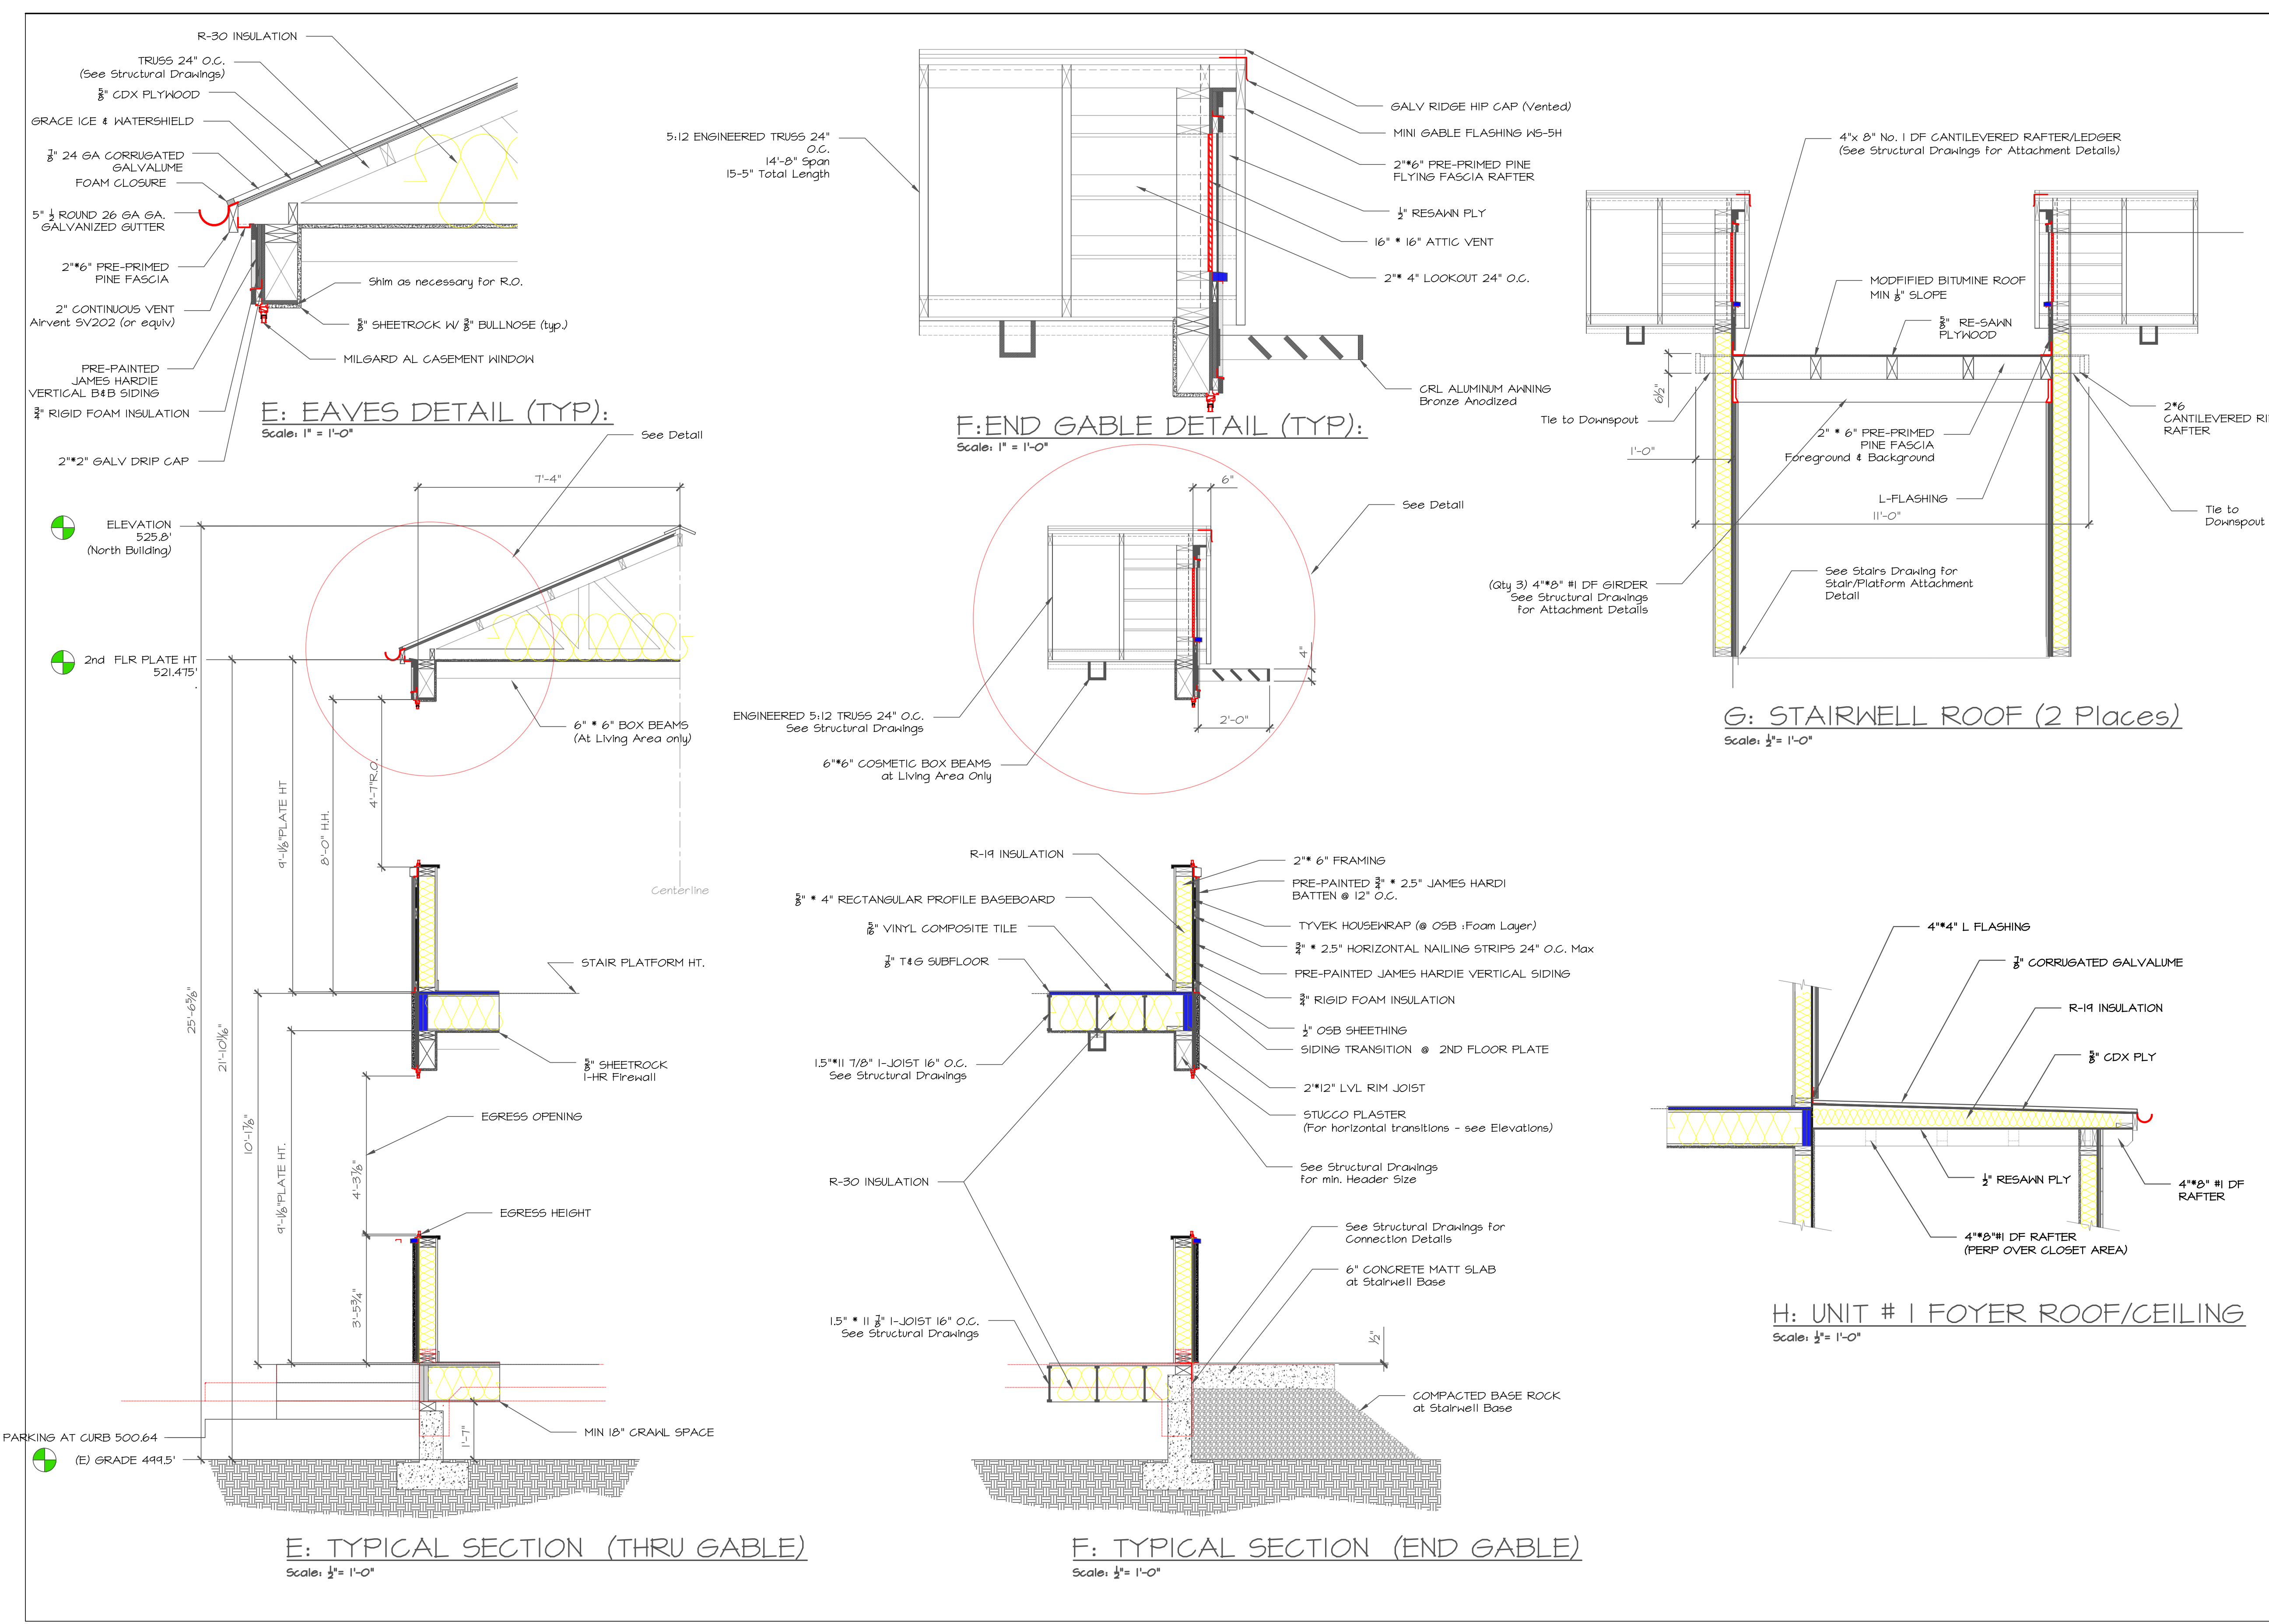 R-30 INSULATION
TRUSS 24" O.C.
(See Structural Drawings)
⅝" CDX PLYWOOD
GRACE ICE & WATERSHIELD
⅞" 24 GA CORRUGATED
GALVALUME
FOAM CLOSURE
5" ½ ROUND 26 GA GA.
GALVANIZED GUTTER
2"*6" PRE-PRIMED
PINE FASCIA
2" CONTINUOUS VENT
Airvent SV202 (or equiv)
PRE-PAINTED
JAMES HARDIE
VERTICAL B&B SIDING
¾" RIGID FOAM INSULATION
2"*2" GALV DRIP CAP
Shim as necessary for R.O.
⅝" SHEETROCK W/ ⅜" BULLNOSE (typ.)
MILGARD AL CASEMENT WINDOW
E: EAVES DETAIL (TYP):
Scale: 1" = 1'-0"
5:12 ENGINEERED TRUSS 24"
O.C.
14'-8" Span
15-5" Total Length
GALV RIDGE HIP CAP (Vented)
MINI GABLE FLASHING WS-5H
2"*6" PRE-PRIMED PINE
FLYING FASCIA RAFTER
½" RESAWN PLY
16" * 16" ATTIC VENT
2"* 4" LOOKOUT 24" O.C.
CRL ALUMINUM AWNING
Bronze Anodized
F:END GABLE DETAIL (TYP):
Scale: 1" = 1'-0"
4"x 8" No. 1 DF CANTILEVERED RAFTER/LEDGER
(See Structural Drawings for Attachment Details)
MODFIFIED BITUMINE ROOF
MIN ⅛" SLOPE
⅝" RE-SAWN
PLYWOOD
6½"
Tie to Downspout
1'-0"
2" * 6" PRE-PRIMED
PINE FASCIA
Foreground & Background
2*6
CANTILEVERED RI
RAFTER
L-FLASHING
11'-0"
Tie to
Downspout
See Stairs Drawing for
Stair/Platform Attachment
Detail
(Qty 3) 4"*8" #1 DF GIRDER
See Structural Drawings
for Attachment Details
G: STAIRWELL ROOF (2 Places)
Scale: ½"= 1'-0"
See Detail
7'-4"
ELEVATION
525.8'
(North Building)
2nd FLR PLATE HT
521.475'
6" * 6" BOX BEAMS
(At Living Area only)
4'-7"R.O.
9'-1⅛"PLATE HT
8'-0" H.H.
Centerline
STAIR PLATFORM HT.
25'-6⅝"
21'-10¹¹⁄₁₆"
⅝" SHEETROCK
1-HR Firewall
EGRESS OPENING
10'-1⅞"
4'-3⅞"
9'-1⅛"PLATE HT.
EGRESS HEIGHT
3'-5¾"
MIN 18" CRAWL SPACE
1'-7"
PARKING AT CURB 500.64
(E) GRADE 499.5'
E: TYPICAL SECTION (THRU GABLE)
Scale: ½"= 1'-0"
6"
See Detail
4"
2'-0"
ENGINEERED 5:12 TRUSS 24" O.C.
See Structural Drawings
6"*6" COSMETIC BOX BEAMS
at Living Area Only
R-19 INSULATION
⅝" * 4" RECTANGULAR PROFILE BASEBOARD
⁵⁄₁₆" VINYL COMPOSITE TILE
⅞" T&G SUBFLOOR
1.5"*11 7/8" I-JOIST 16" O.C.
See Structural Drawings
2"* 6" FRAMING
PRE-PAINTED ¾" * 2.5" JAMES HARDI
BATTEN @ 12" O.C.
TYVEK HOUSEWRAP (@ OSB :Foam Layer)
¾" * 2.5" HORIZONTAL NAILING STRIPS 24" O.C. Max
PRE-PAINTED JAMES HARDIE VERTICAL SIDING
¾" RIGID FOAM INSULATION
½" OSB SHEETHING
SIDING TRANSITION @ 2ND FLOOR PLATE
2'*12" LVL RIM JOIST
STUCCO PLASTER
(For horizontal transitions - see Elevations)
See Structural Drawings
for min. Header Size
R-30 INSULATION
See Structural Drawings for
Connection Details
6" CONCRETE MATT SLAB
at Stairwell Base
1.5" * 11 ⅞" I-JOIST 16" O.C.
See Structural Drawings
½"
COMPACTED BASE ROCK
at Stairwell Base
F: TYPICAL SECTION (END GABLE)
Scale: ½"= 1'-0"
4"*4" L FLASHING
⅞" CORRUGATED GALVALUME
R-19 INSULATION
⅝" CDX PLY
½" RESAWN PLY
4"*8" #1 DF
RAFTER
4"*8"#1 DF RAFTER
(PERP OVER CLOSET AREA)
H: UNIT # 1 FOYER ROOF/CEILING
Scale: ½"= 1'-0"